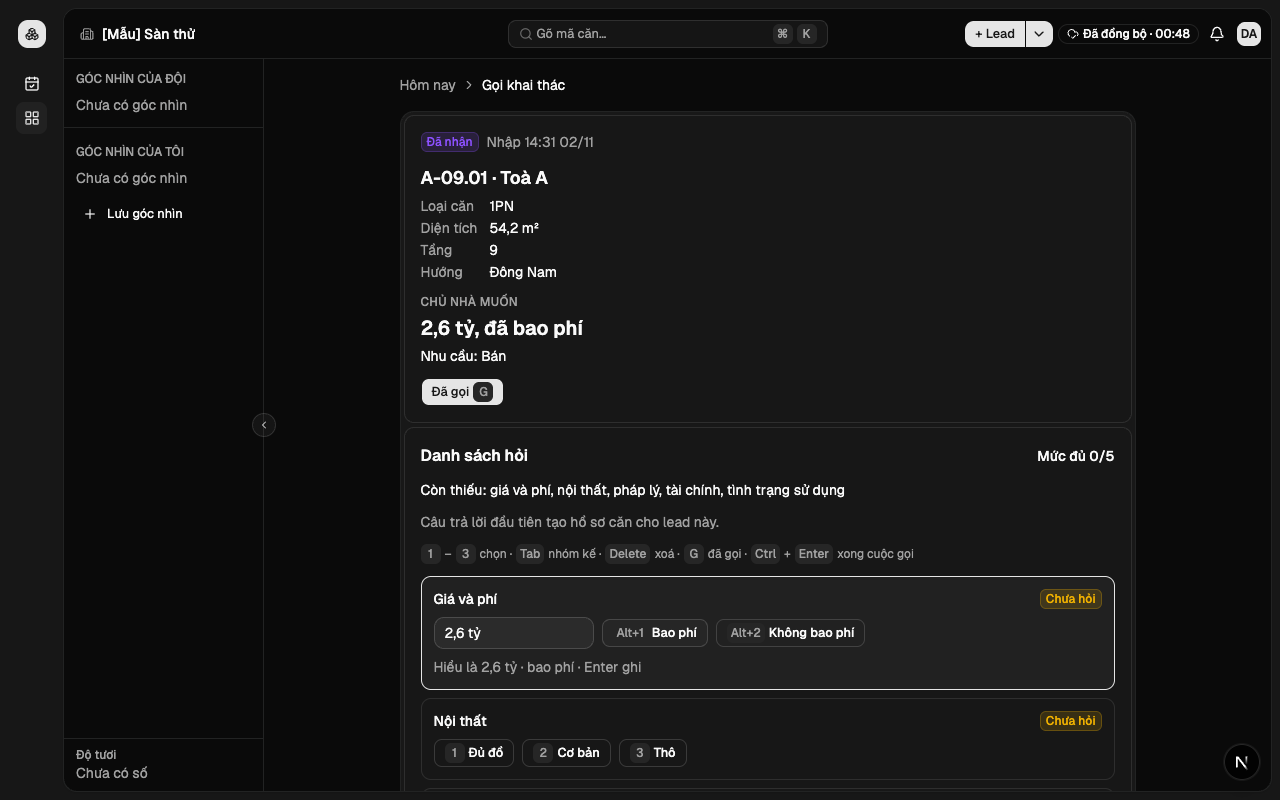 [Mẫu] Sàn thử
Gõ mã căn...
⌘ K
+ Lead
Đã đồng bộ · 00:48
DA
GÓC NHÌN CỦA ĐỘI
Chưa có góc nhìn
GÓC NHÌN CỦA TÔI
Chưa có góc nhìn
+ Lưu góc nhìn
Độ tươi
Chưa có số
Hôm nay > Gọi khai thác
Đã nhận Nhập 14:31 02/11
A-09.01 · Toà A
Loại căn 1PN
Diện tích 54,2 m²
Tầng 9
Hướng Đông Nam
CHỦ NHÀ MUỐN
2,6 tỷ, đã bao phí
Nhu cầu: Bán
Đã gọi G
Danh sách hỏi
Mức đủ 0/5
Còn thiếu: giá và phí, nội thất, pháp lý, tài chính, tình trạng sử dụng
Câu trả lời đầu tiên tạo hồ sơ căn cho lead này.
1 – 3 chọn · Tab nhóm kế · Delete xoá · G đã gọi · Ctrl + Enter xong cuộc gọi
Giá và phí
Chưa hỏi
2,6 tỷ
Alt+1 Bao phí
Alt+2 Không bao phí
Hiểu là 2,6 tỷ · bao phí · Enter ghi
Nội thất
Chưa hỏi
1 Đủ đồ
2 Cơ bản
3 Thô
N